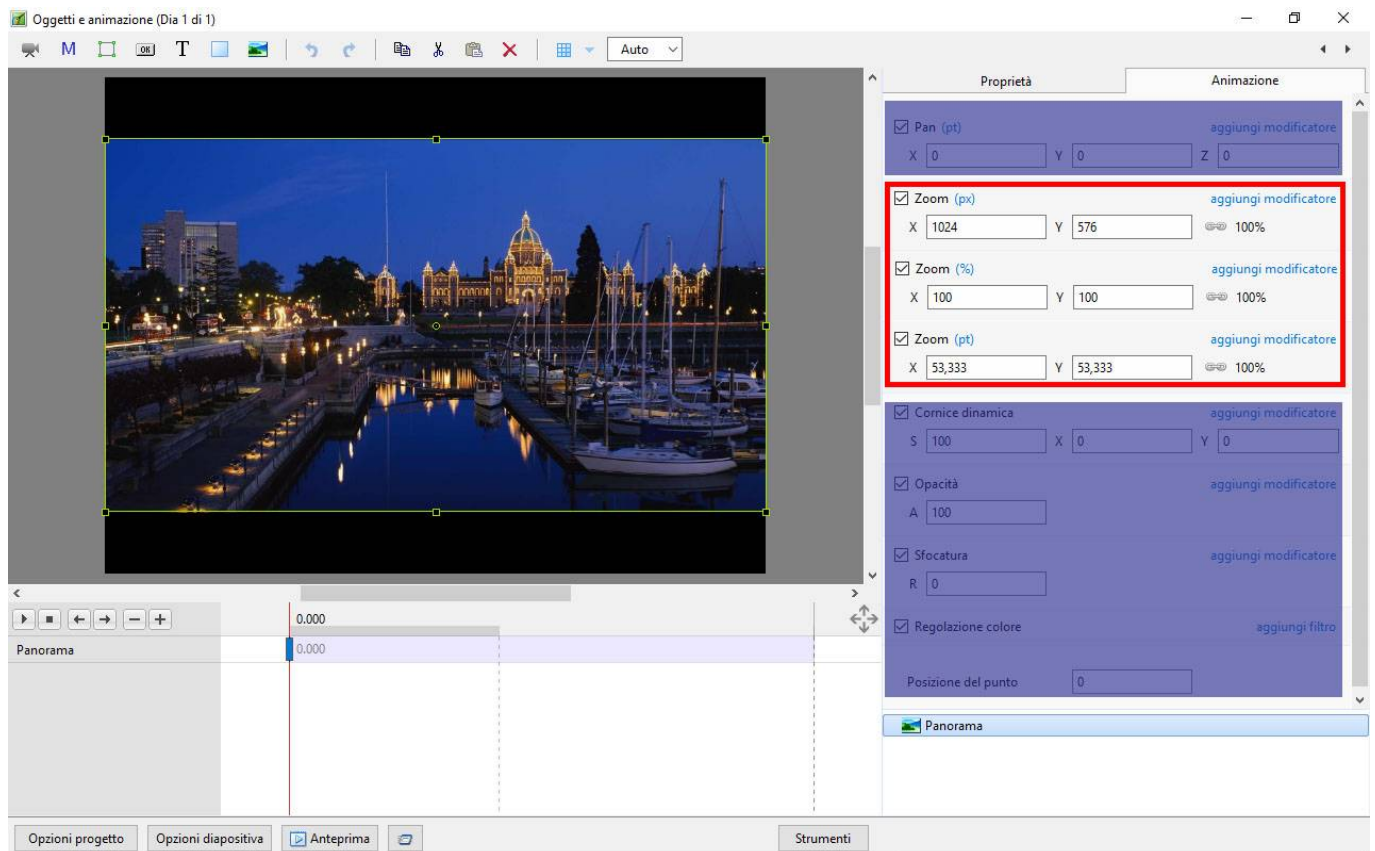 Oggetti e animazione (Dia 1 di 1)
M OK T Auto
Proprietà Animazione
Pan (pt) aggiungi modificatore
X 0 Y 0 Z 0
Zoom (px) aggiungi modificatore
X 1024 Y 576 100%
Zoom (%) aggiungi modificatore
X 100 Y 100 100%
Zoom (pt) aggiungi modificatore
X 53,333 Y 53,333 100%
Cornice dinamica aggiungi modificatore
S 100 X 0 Y 0
Opacità aggiungi modificatore
A 100
Sfocatura aggiungi modificatore
R 0
Regolazione colore aggiungi filtro
Posizione del punto 0
Panorama
0.000
Panorama 0.000
Opzioni progetto Opzioni diapositiva Anteprima Strumenti